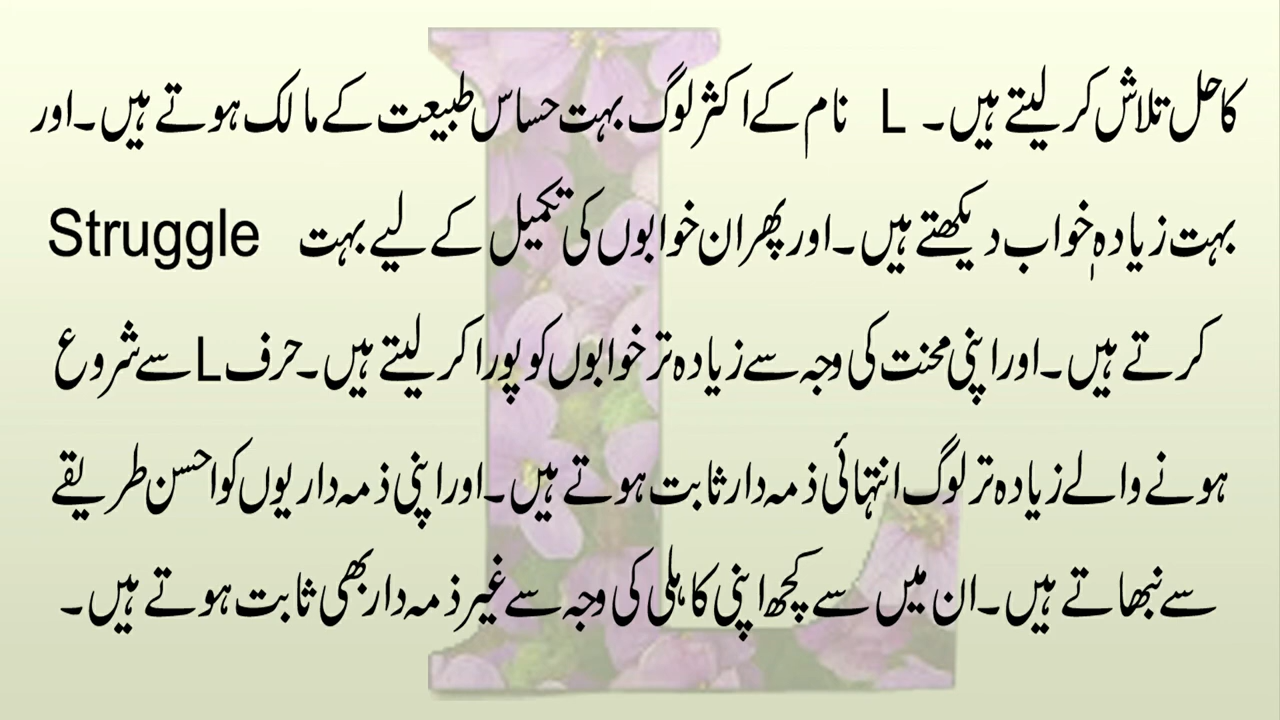 کا حل تلاش کر لیتے ہیں۔ L نام کے اکثر لوگ بہت حساس طبیعت کے مالک ہوتے ہیں۔ اور
بہت زیادہ خواب دیکھتے ہیں۔ اور پھر ان خوابوں کی تکمیل کے لیے بہت Struggle
کرتے ہیں۔ اور اپنی محنت کی وجہ سے زیادہ تر خوابوں کو پورا کر لیتے ہیں۔ حرف L سے شروع
ہونے والے زیادہ تر لوگ انتہائی ذمہ دار ثابت ہوتے ہیں۔ اور اپنی ذمہ داریوں کو احسن طریقے
سے نبھاتے ہیں۔ ان میں سے کچھ اپنی کاہلی کی وجہ سے غیر ذمہ دار بھی ثابت ہوتے ہیں۔